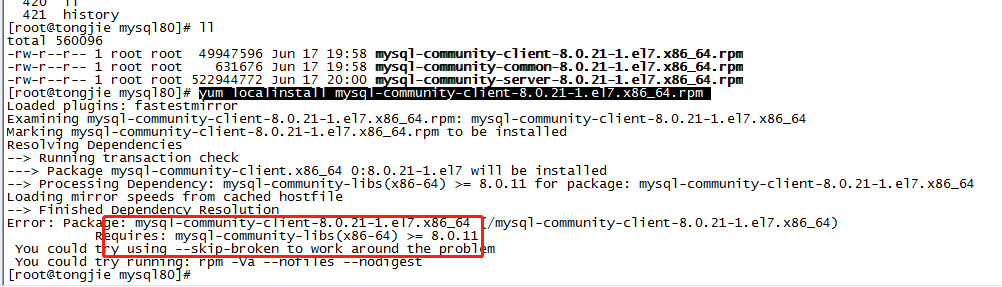 420  ll
421  history
[root@tongjie mysql80]# ll
total 560096
-rw-r--r-- 1 root root  49947596 Jun 17 19:58 mysql-community-client-8.0.21-1.el7.x86_64.rpm
-rw-r--r-- 1 root root    631676 Jun 17 19:58 mysql-community-common-8.0.21-1.el7.x86_64.rpm
-rw-r--r-- 1 root root 522944772 Jun 17 20:00 mysql-community-server-8.0.21-1.el7.x86_64.rpm
[root@tongjie mysql80]# yum localinstall mysql-community-client-8.0.21-1.el7.x86_64.rpm
Loaded plugins: fastestmirror
Examining mysql-community-client-8.0.21-1.el7.x86_64.rpm: mysql-community-client-8.0.21-1.el7.x86_64
Marking mysql-community-client-8.0.21-1.el7.x86_64.rpm to be installed
Resolving Dependencies
--> Running transaction check
---> Package mysql-community-client.x86_64 0:8.0.21-1.el7 will be installed
--> Processing Dependency: mysql-community-libs(x86-64) >= 8.0.11 for package: mysql-community-client-8.0.21-1.el7.x86_64
Loading mirror speeds from cached hostfile
--> Finished Dependency Resolution
Error: Package: mysql-community-client-8.0.21-1.el7.x86_64 (/mysql-community-client-8.0.21-1.el7.x86_64)
Requires: mysql-community-libs(x86-64) >= 8.0.11
You could try using --skip-broken to work around the problem
You could try running: rpm -Va --nofiles --nodigest
[root@tongjie mysql80]#